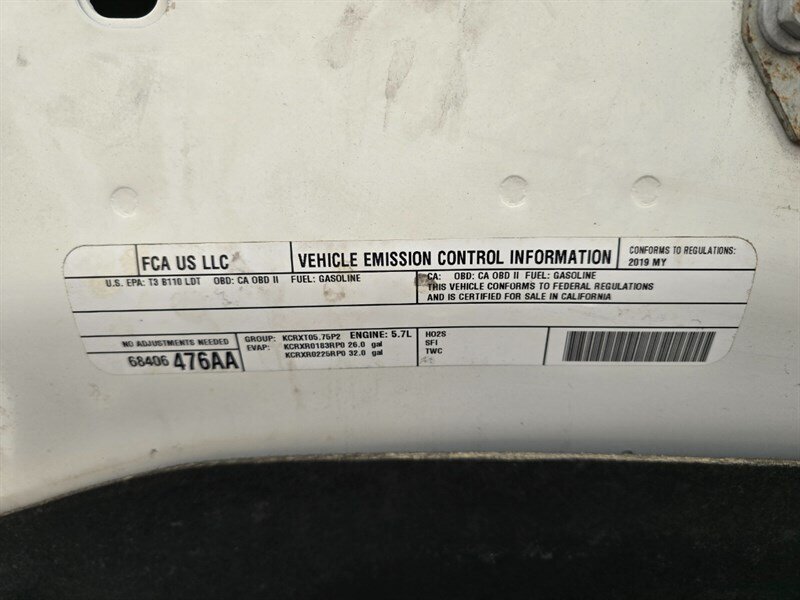 FCA US LLC
VEHICLE EMISSION CONTROL INFORMATION
CONFORMS TO REGULATIONS:
2019 MY
U.S. EPA: T3 B110 LDT OBD: CA OBD II FUEL: GASOLINE
CA: OBD: CA OBD II FUEL: GASOLINE
THIS VEHICLE CONFORMS TO FEDERAL REGULATIONS
AND IS CERTIFIED FOR SALE IN CALIFORNIA
NO ADJUSTMENTS NEEDED
68406 476AA
GROUP: KCRXT05.75P2 ENGINE: 5.7L
EVAP: KCRXR0183RP0 26.0 gal
KCRXR0225RP0 32.0 gal
HO2S
SFI
TWC